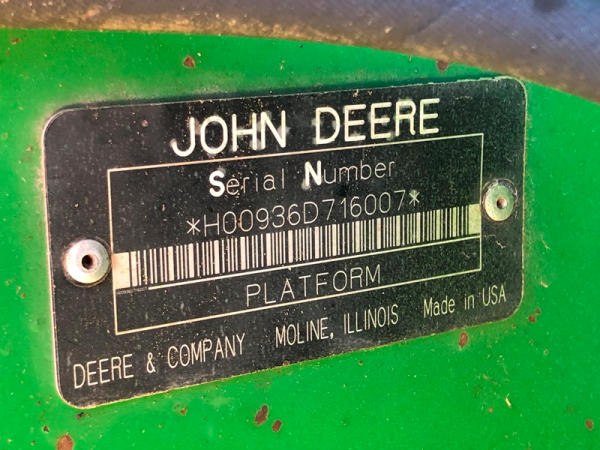 JOHN DEERE
Serial Number
*H00936D716007*
PLATFORM
DEERE & COMPANY MOLINE, ILLINOIS Made in USA